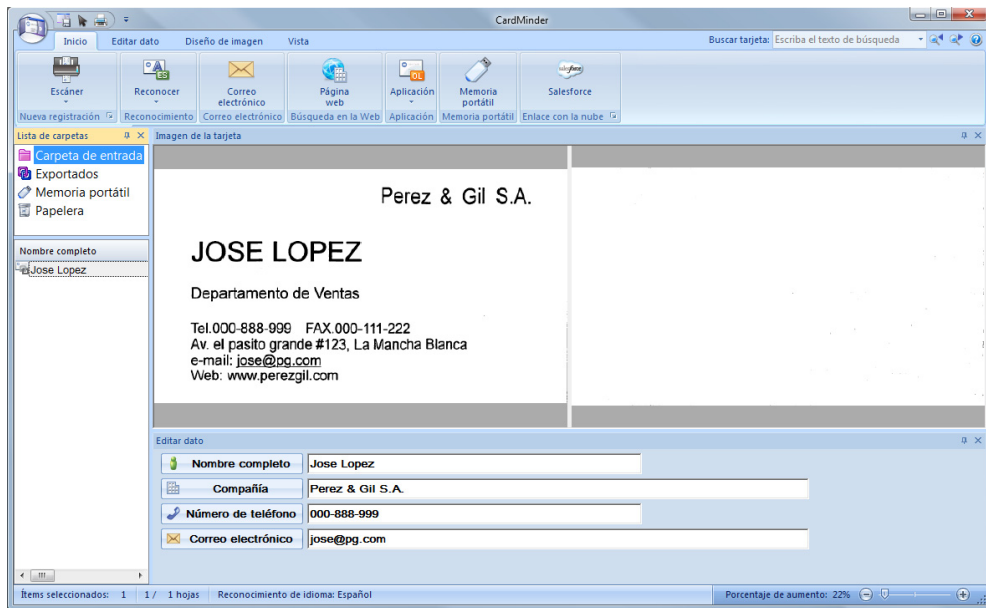 CardMinder
Inicio Editar dato Diseño de imagen Vista
Buscar tarjeta: Escriba el texto de búsqueda
Escáner
Reconocer
Correo electrónico
Página web
Aplicación
Memoria portátil
salesforce
Salesforce
Nueva registración Reconocimiento Correo electrónico Búsqueda en la Web Aplicación Memoria portátil Enlace con la nube
Lista de carpetas
Carpeta de entrada
Exportados
Memoria portátil
Papelera
Nombre completo
Jose Lopez
Imagen de la tarjeta
Perez & Gil S.A.
JOSE LOPEZ
Departamento de Ventas
Tel.000-888-999 FAX.000-111-222
Av. el pasito grande #123, La Mancha Blanca
e-mail: jose@pg.com
Web: www.perezgil.com
Editar dato
Nombre completo Jose Lopez
Compañía Perez & Gil S.A.
Número de teléfono 000-888-999
Correo electrónico jose@pg.com
Ítems seleccionados: 1 1 / 1 hojas Reconocimiento de idioma: Español Porcentaje de aumento: 22%